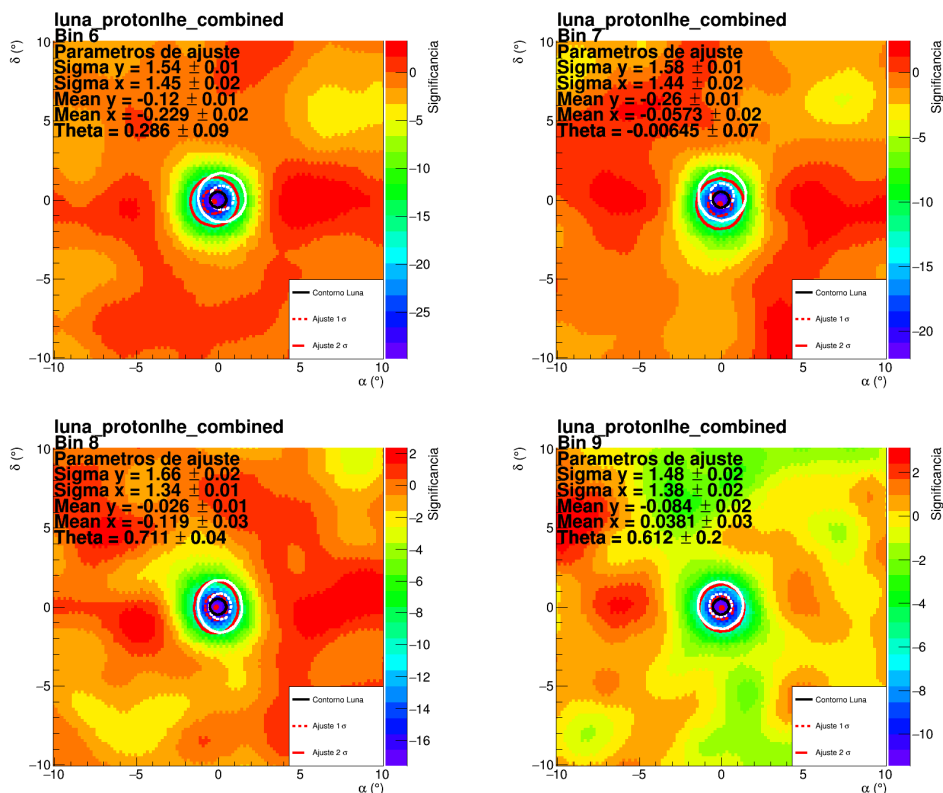 luna_protonlhe_combined
Bin 6
Parametros de ajuste
Sigma y = 1.54 ± 0.01
Sigma x = 1.45 ± 0.02
Mean y = -0.12 ± 0.01
Mean x = -0.229 ± 0.02
Theta = 0.286 ± 0.09
δ (°)
10
5
0
−5
−10
−10
−5
0
5
10
α (°)
Contorno Luna
Ajuste 1 σ
Ajuste 2 σ
0
−5
−10
−15
−20
−25
Significancia
luna_protonlhe_combined
Bin 7
Parametros de ajuste
Sigma y = 1.58 ± 0.01
Sigma x = 1.44 ± 0.02
Mean y = -0.26 ± 0.01
Mean x = -0.0573 ± 0.02
Theta = -0.00645 ± 0.07
δ (°)
10
5
0
−5
−10
−10
−5
0
5
10
α (°)
Contorno Luna
Ajuste 1 σ
Ajuste 2 σ
0
−5
−10
−15
−20
Significancia
luna_protonlhe_combined
Bin 8
Parametros de ajuste
Sigma y = 1.66 ± 0.02
Sigma x = 1.34 ± 0.01
Mean y = -0.026 ± 0.01
Mean x = -0.119 ± 0.03
Theta = 0.711 ± 0.04
δ (°)
10
5
0
−5
−10
−10
−5
0
5
10
α (°)
Contorno Luna
Ajuste 1 σ
Ajuste 2 σ
2
0
−2
−4
−6
−8
−10
−12
−14
−16
Significancia
luna_protonlhe_combined
Bin 9
Parametros de ajuste
Sigma y = 1.48 ± 0.02
Sigma x = 1.38 ± 0.02
Mean y = -0.084 ± 0.02
Mean x = 0.0381 ± 0.03
Theta = 0.612 ± 0.2
δ (°)
10
5
0
−5
−10
−10
−5
0
5
10
α (°)
Contorno Luna
Ajuste 1 σ
Ajuste 2 σ
2
0
−2
−4
−6
−8
−10
Significancia